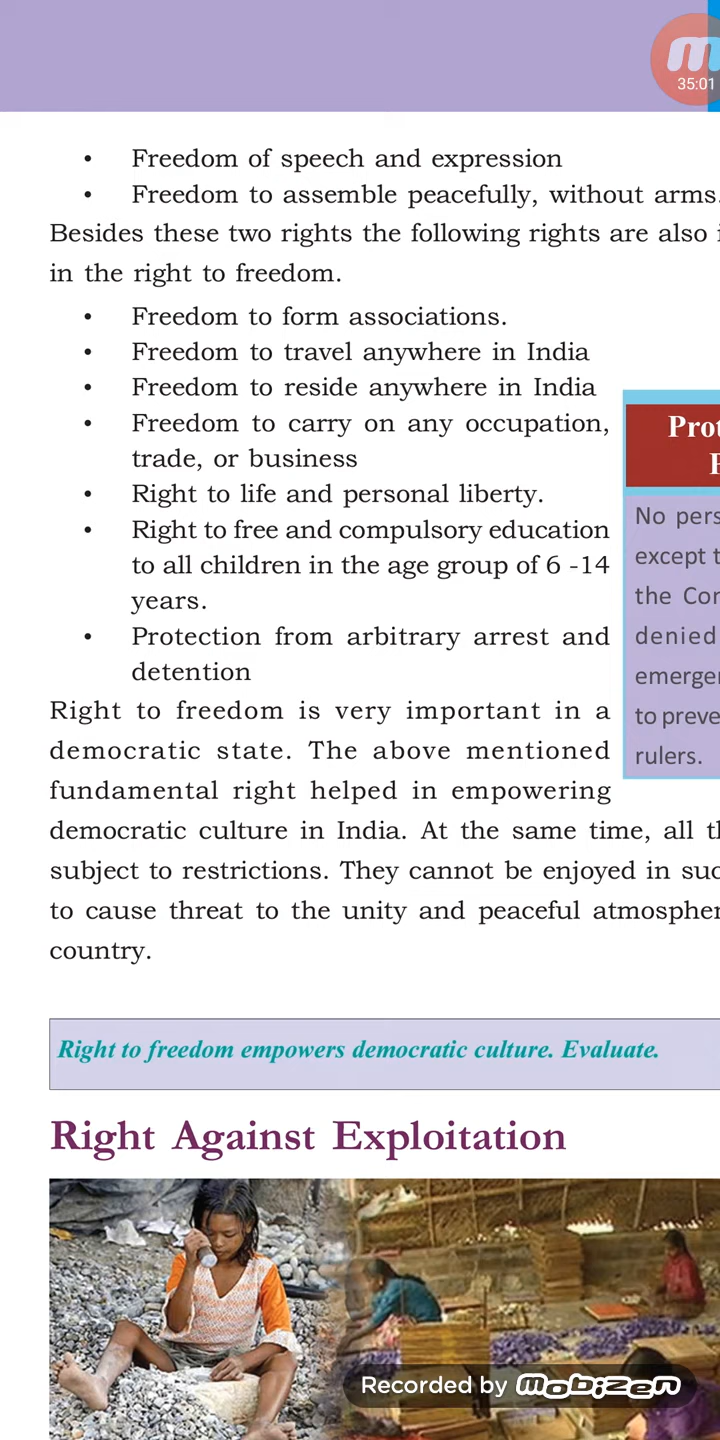 35:01
• Freedom of speech and expression
• Freedom to assemble peacefully, without arms.
Besides these two rights the following rights are also
in the right to freedom.
• Freedom to form associations.
• Freedom to travel anywhere in India
• Freedom to reside anywhere in India
• Freedom to carry on any occupation,
trade, or business
• Right to life and personal liberty.
• Right to free and compulsory education
to all children in the age group of 6 -14
years.
• Protection from arbitrary arrest and
detention
Right to freedom is very important in a
democratic state. The above mentioned
fundamental right helped in empowering
democratic culture in India. At the same time, all
subject to restrictions. They cannot be enjoyed in
to cause threat to the unity and peaceful
country.
No
except
the
denied
to
rulers.
Right to freedom empowers democratic culture. Evaluate.
Right Against Exploitation
Recorded by mobizen